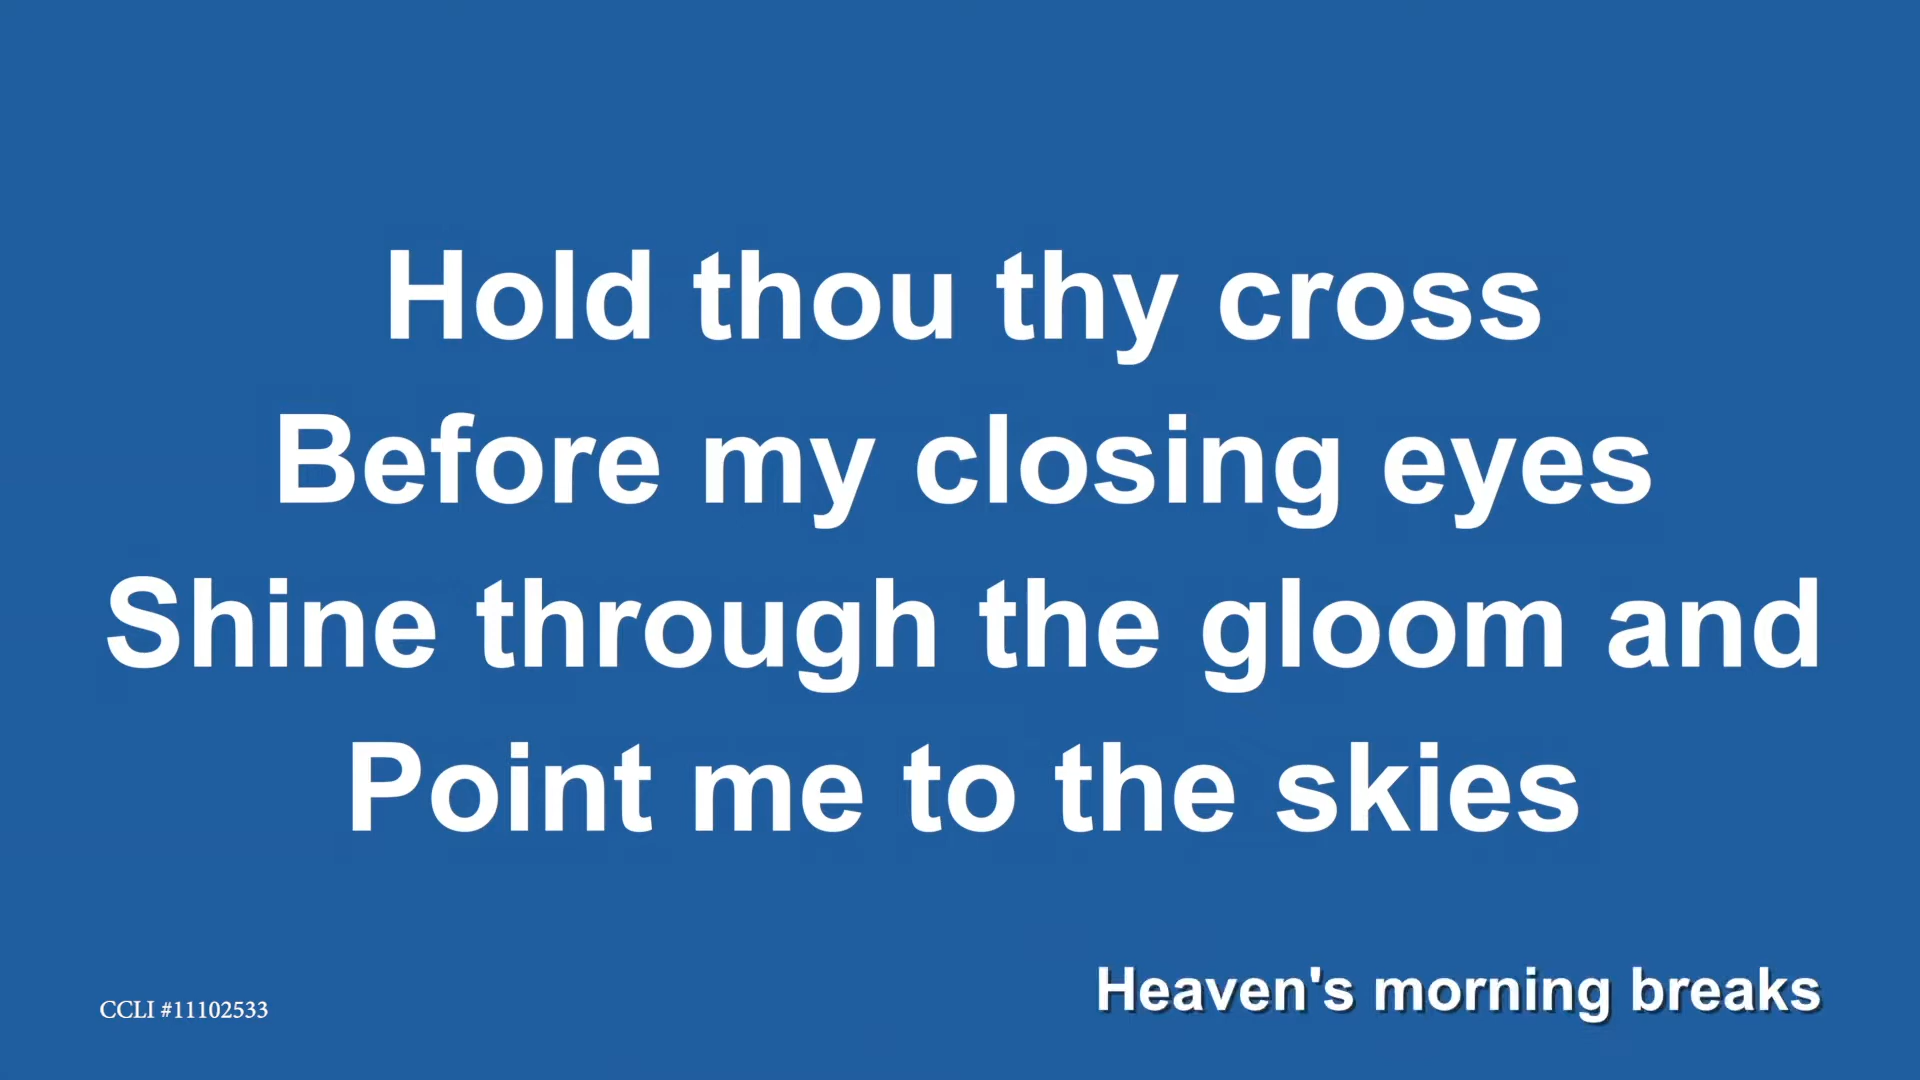 Hold thou thy cross
Before my closing eyes
Shine through the gloom and
Point me to the skies
Heaven's morning breaks
CCLI #11102533